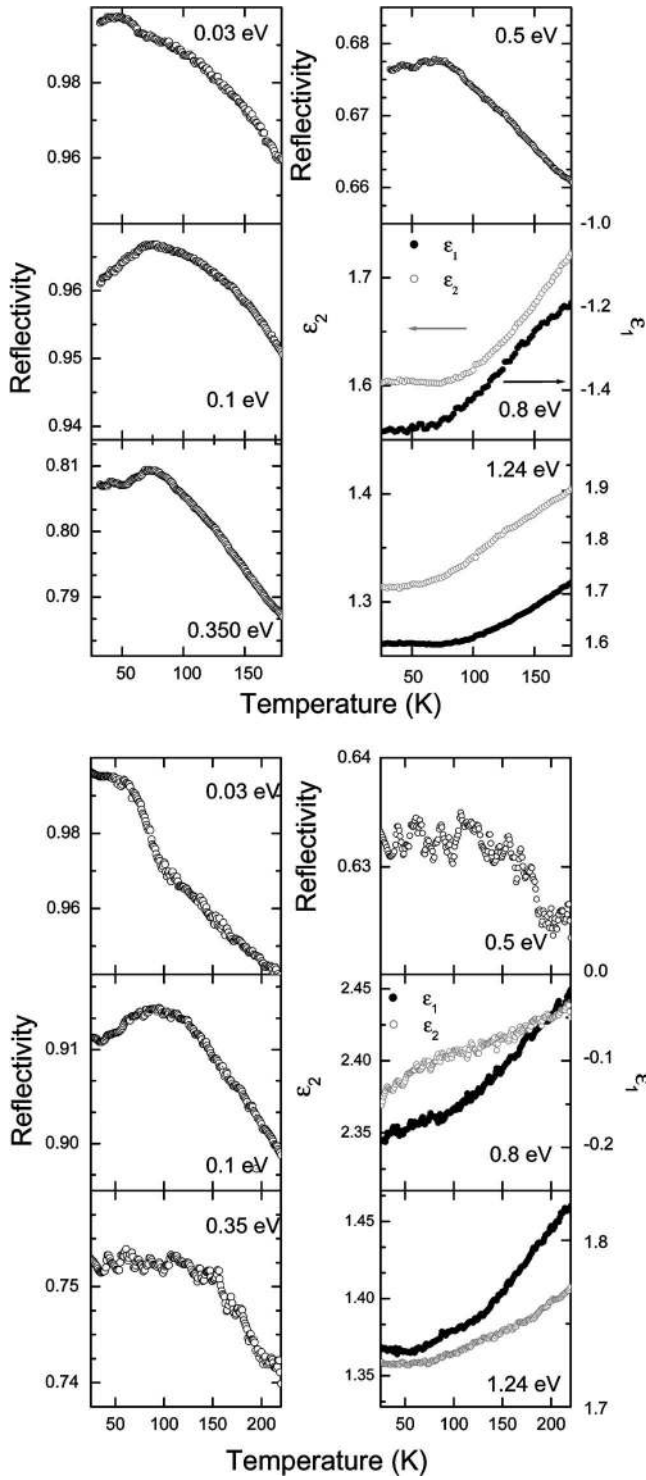 0.98
0.96
0.03 eV
Reflectivity
0.68
0.67
0.66
0.5 eV
Reflectivity
0.96
0.95
0.94
0.1 eV
ε2
1.7
1.6
ε1
ε2
0.8 eV
-1.0
-1.2
-1.4
ε1
0.81
0.80
0.79
0.350 eV
50 100 150
1.4
1.3
1.24 eV
1.9
1.8
1.7
1.6
50 100 150
Temperature (K)
0.98
0.96
0.03 eV
Reflectivity
0.64
0.63
0.5 eV
Reflectivity
0.91
0.90
0.1 eV
ε2
2.45
2.40
2.35
ε1
ε2
0.8 eV
0.0
-0.1
-0.2
ε1
0.75
0.74
0.35 eV
50 100 150 200
1.45
1.40
1.35
1.24 eV
1.8
1.7
50 100 150 200
Temperature (K)